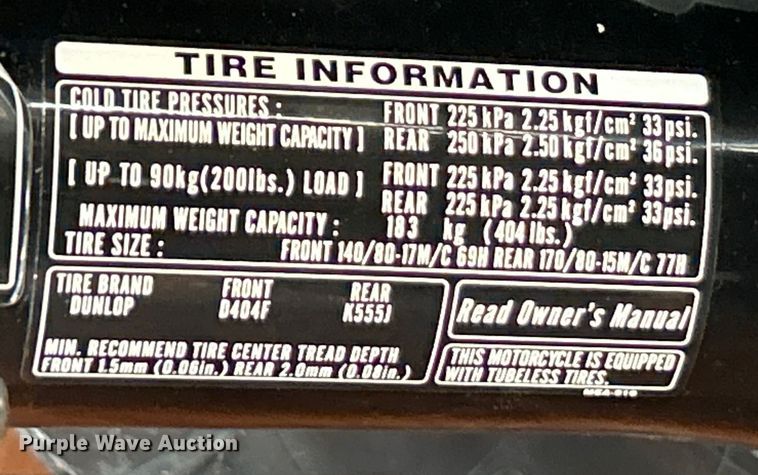 TIRE INFORMATION
COLD TIRE PRESSURES : FRONT 225 kPa 2.25 kgf/cm² 33 psi.
[ UP TO MAXIMUM WEIGHT CAPACITY ] REAR 250 kPa 2.50 kgf/cm² 36 psi.
[ UP TO 90kg(200lbs.) LOAD ] FRONT 225 kPa 2.25 kgf/cm² 33psi.
REAR 225 kPa 2.25 kgf/cm² 33psi.
MAXIMUM WEIGHT CAPACITY : 183 kg (404 lbs.)
TIRE SIZE : FRONT 140/80-17M/C 69H REAR 170/80-15M/C 77H
TIRE BRAND FRONT REAR
DUNLOP D404F K555J
MIN. RECOMMEND TIRE CENTER TREAD DEPTH
FRONT 1.5mm (0.06in.) REAR 2.0mm (0.08in.)
Read Owner's Manual
THIS MOTORCYCLE IS EQUIPPED
WITH TUBELESS TIRES.
Purple Wave Auction